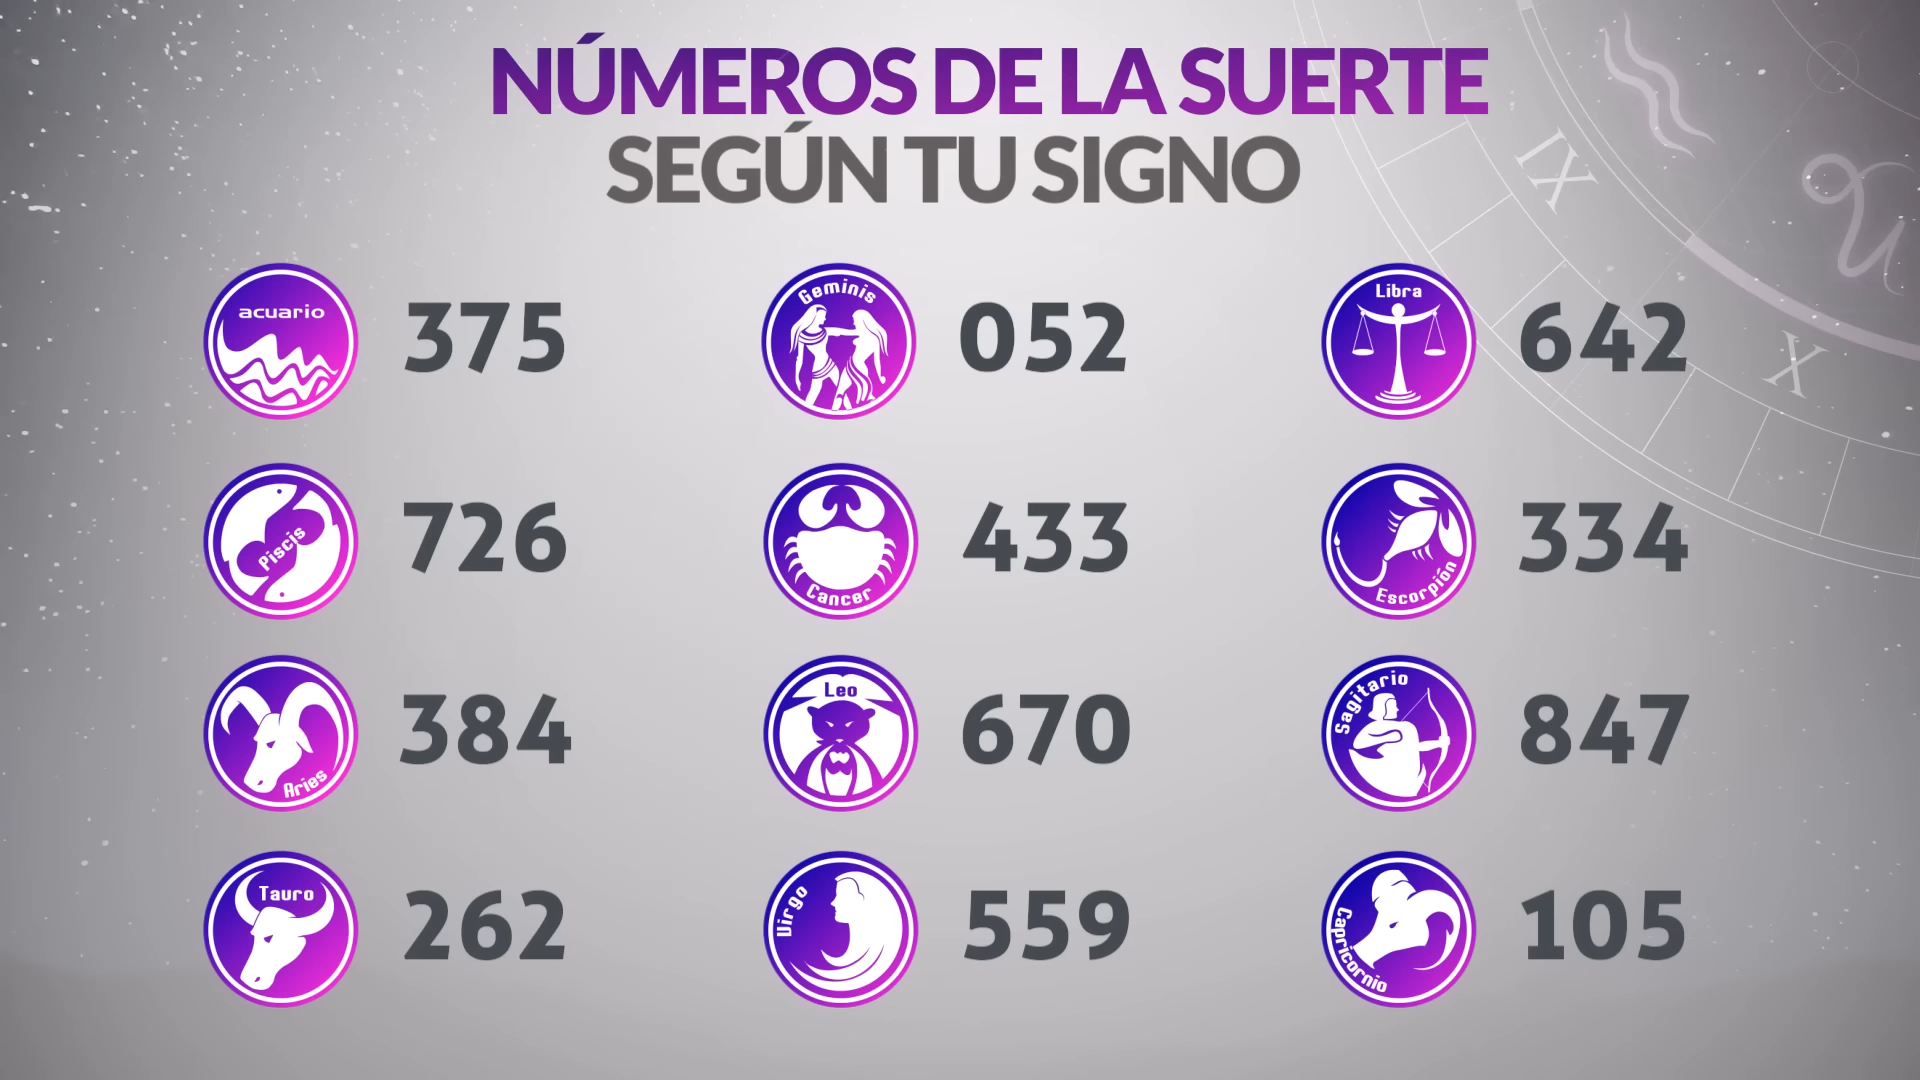 NÚMEROS DE LA SUERTE
SEGÚN TU SIGNO
acuario 375
Geminis 052
Libra 642
Piscis 726
Cancer 433
Escorpión 334
Aries 384
Leo 670
Sagitario 847
Tauro 262
Virgo 559
Capricornio 105
IX
X